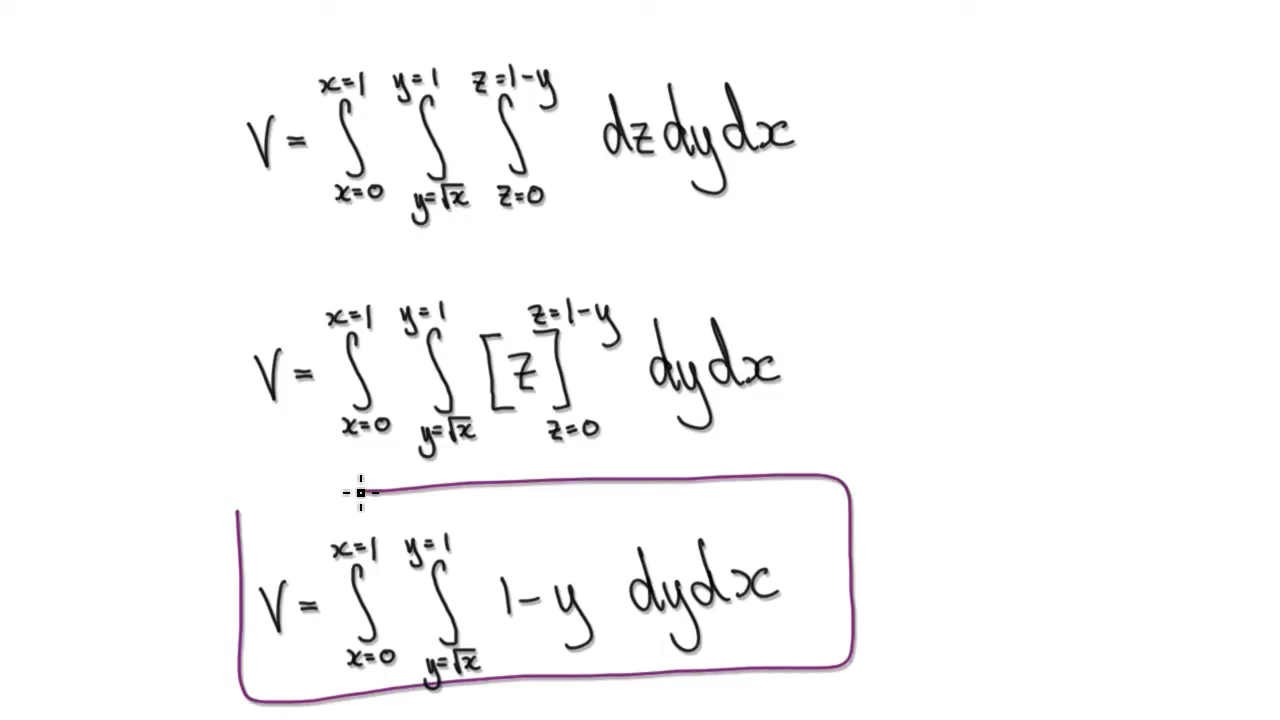 x=1 y=1 z=1-y
V = ∫ ∫ ∫ dz dy dx
x=0 y=√x z=0
x=1 y=1 z=1-y
V = ∫ ∫ [z] dy dx
x=0 y=√x z=0
x=1 y=1
V = ∫ ∫ 1-y dy dx
x=0 y=√x